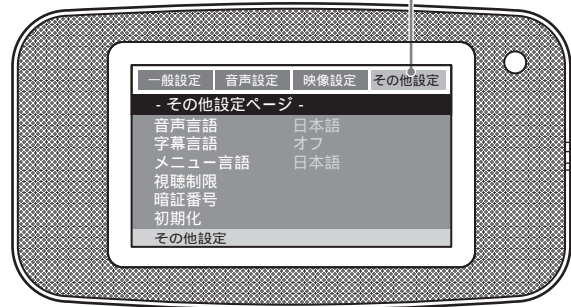 一般設定 音声設定 映像設定 その他設定
- その他設定ページ -
音声言語 日本語
字幕言語 オフ
メニュー言語 日本語
視聴制限
暗証番号
初期化
その他設定